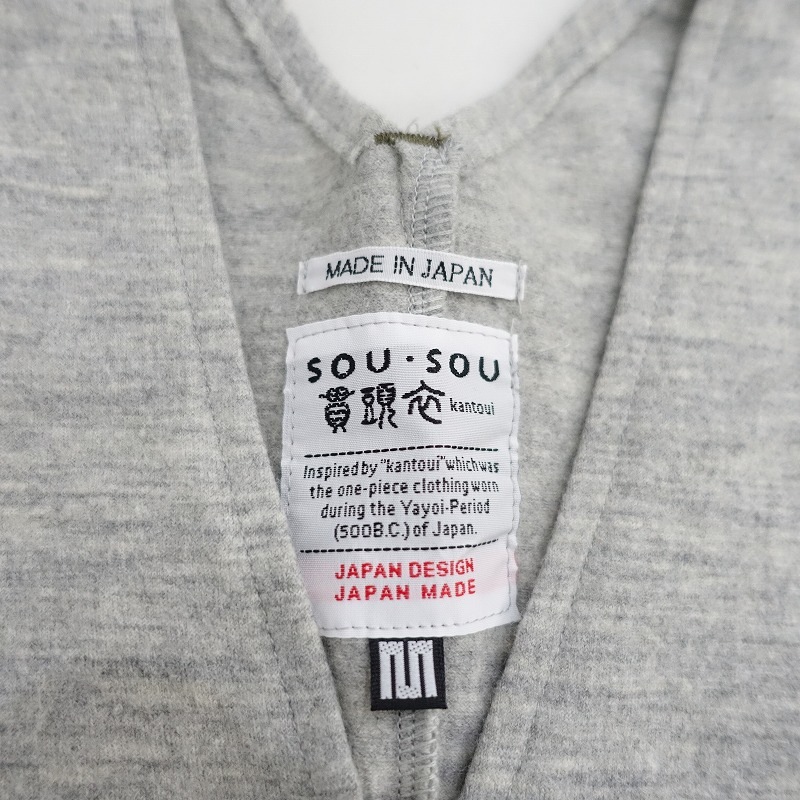 MADE IN JAPAN
SOU・SOU
貫頭衣 kantoui
Inspired by "kantoui" which was
the one-piece clothing worn
during the Yayoi-Period
(500B.C.) of Japan.
JAPAN DESIGN
JAPAN MADE